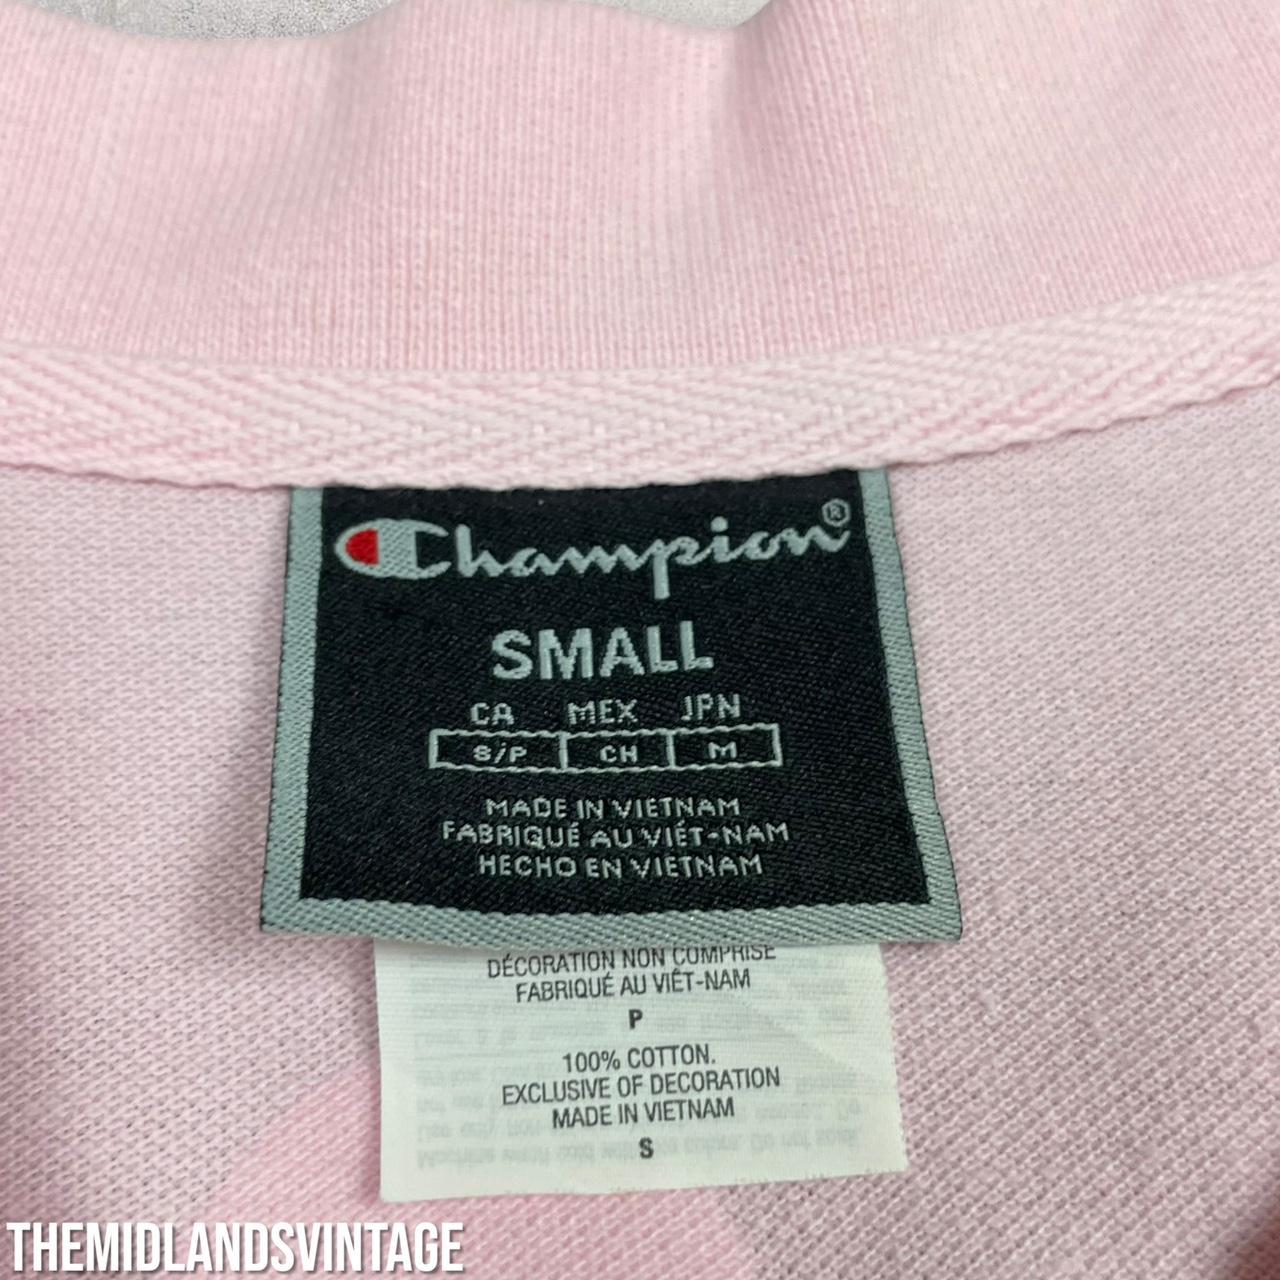 Champion®
SMALL
CA MEX JPN
S/P CH M
MADE IN VIETNAM
FABRIQUÉ AU VIÉT-NAM
HECHO EN VIETNAM
DÉCORATION NON COMPRISE
FABRIQUÉ AU VIÊT-NAM
P
100% COTTON.
EXCLUSIVE OF DECORATION
MADE IN VIETNAM
S
THEMIDLANDSVINTAGE